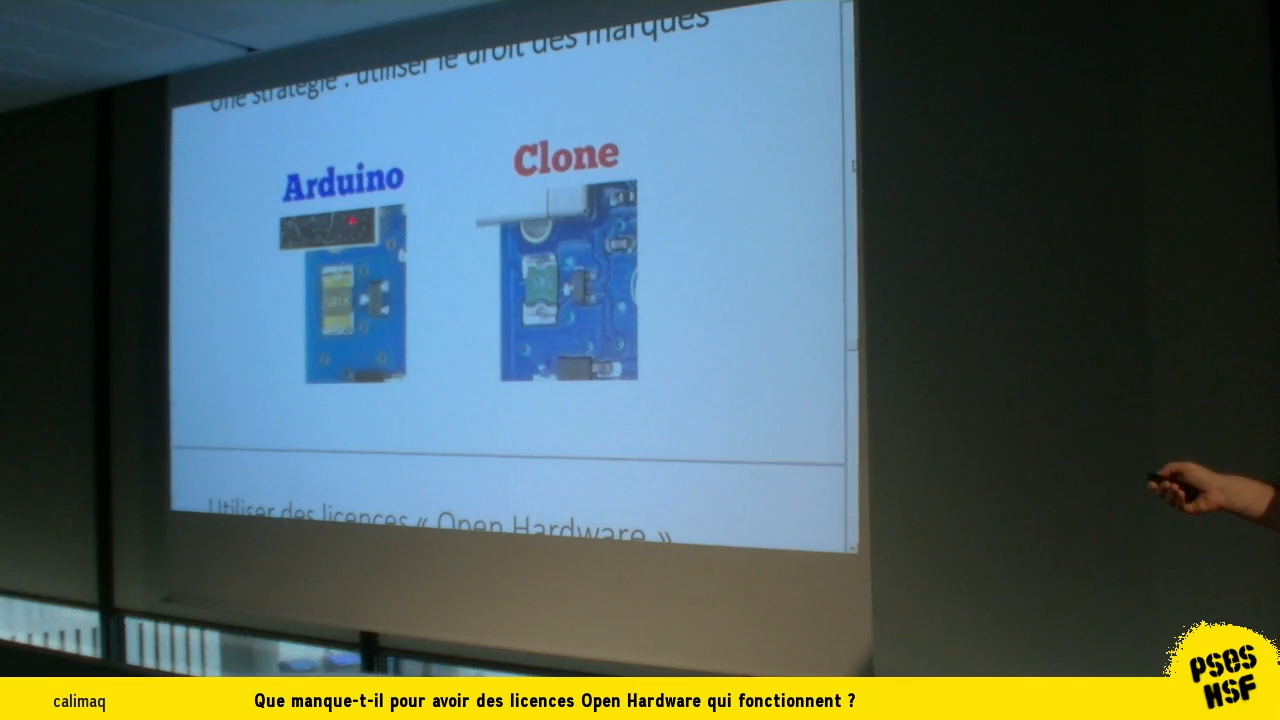 Une stratégie : utiliser le droit des marques
Arduino
Clone
Utiliser des licences « Open Hardware »
calimaq
Que manque-t-il pour avoir des licences Open Hardware qui fonctionnent ?
PSES
HSF